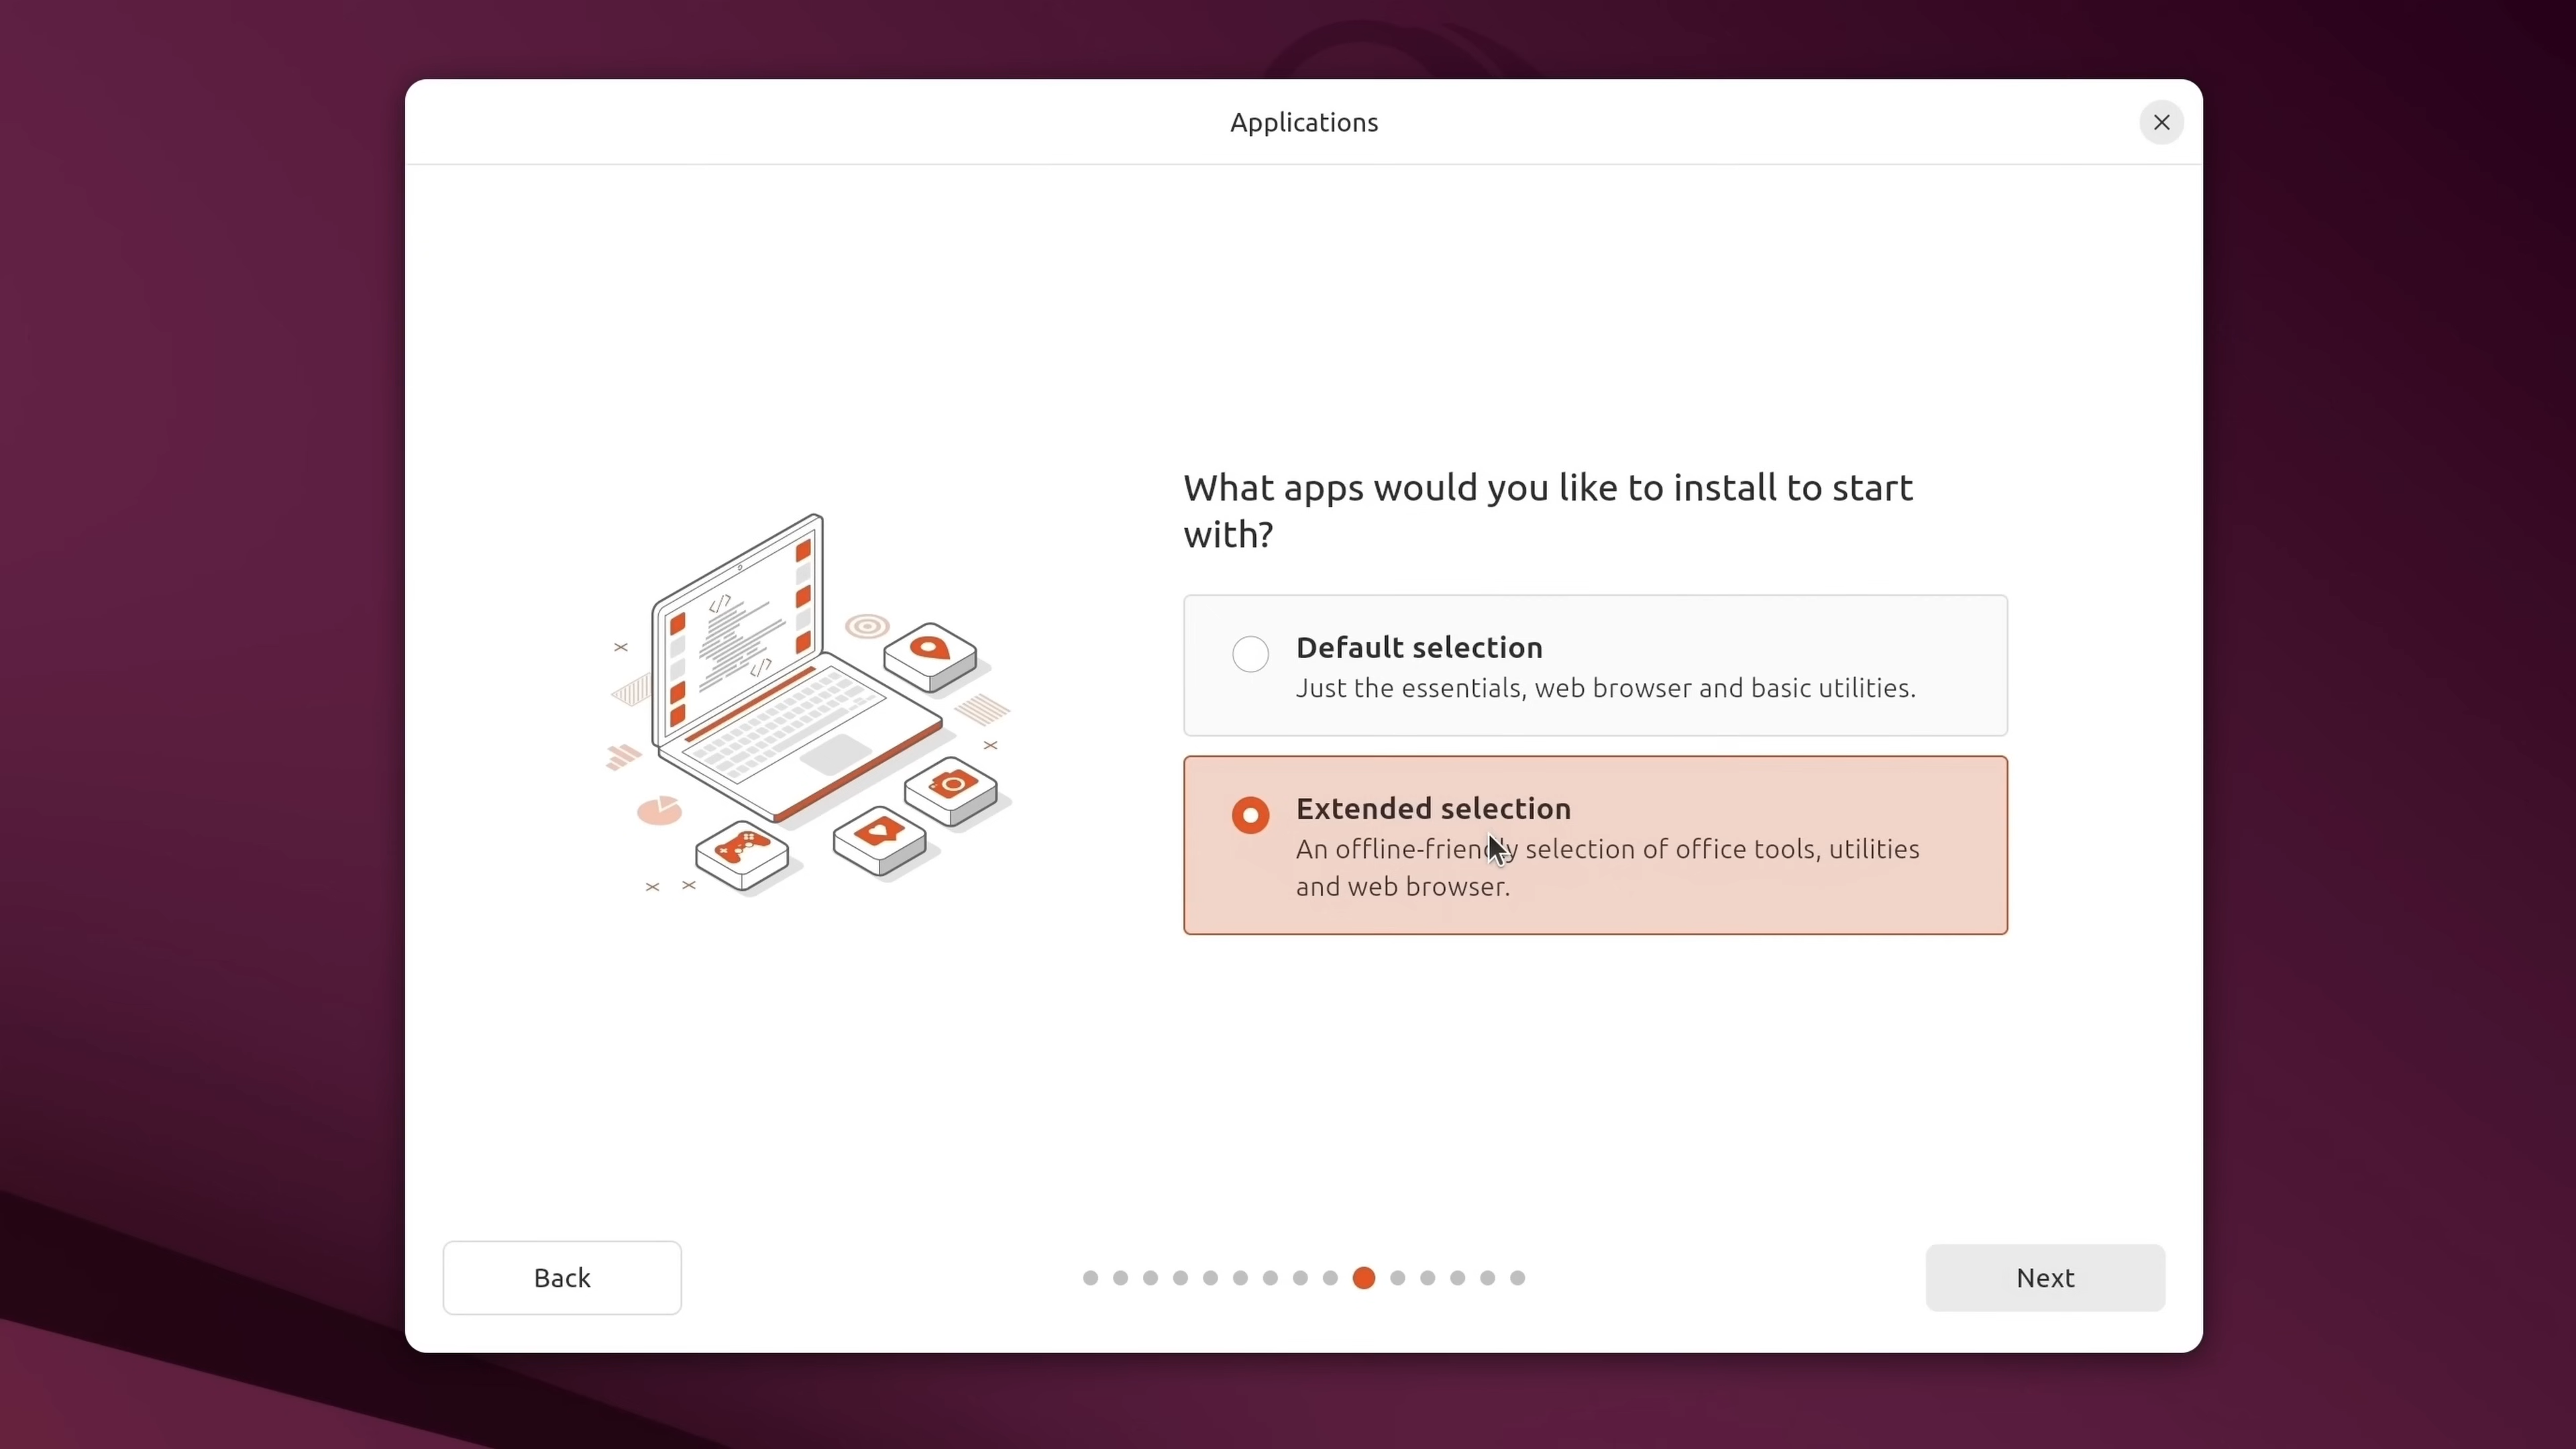 Applications
What apps would you like to install to start
with?
Default selection
Just the essentials, web browser and basic utilities.
Extended selection
An offline-friendly selection of office tools, utilities
and web browser.
Back
Next